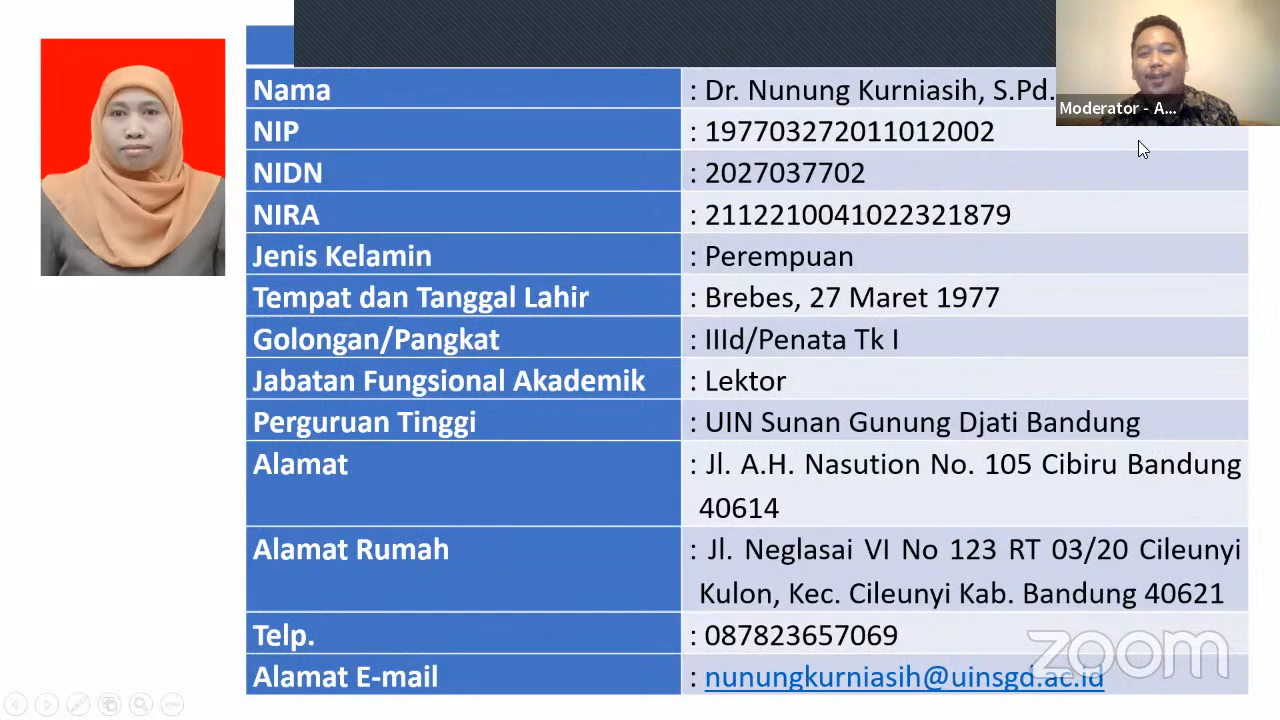 Nama : Dr. Nunung Kurniasih, S.Pd.
Moderator - A...
NIP : 197703272011012002
NIDN : 2027037702
NIRA : 2112210041022321879
Jenis Kelamin : Perempuan
Tempat dan Tanggal Lahir : Brebes, 27 Maret 1977
Golongan/Pangkat : IIId/Penata Tk I
Jabatan Fungsional Akademik : Lektor
Perguruan Tinggi : UIN Sunan Gunung Djati Bandung
Alamat : Jl. A.H. Nasution No. 105 Cibiru Bandung
40614
Alamat Rumah : Jl. Neglasai VI No 123 RT 03/20 Cileunyi
Kulon, Kec. Cileunyi Kab. Bandung 40621
Telp. : 087823657069
zoom
Alamat E-mail : nunungkurniasih@uinsgd.ac.id